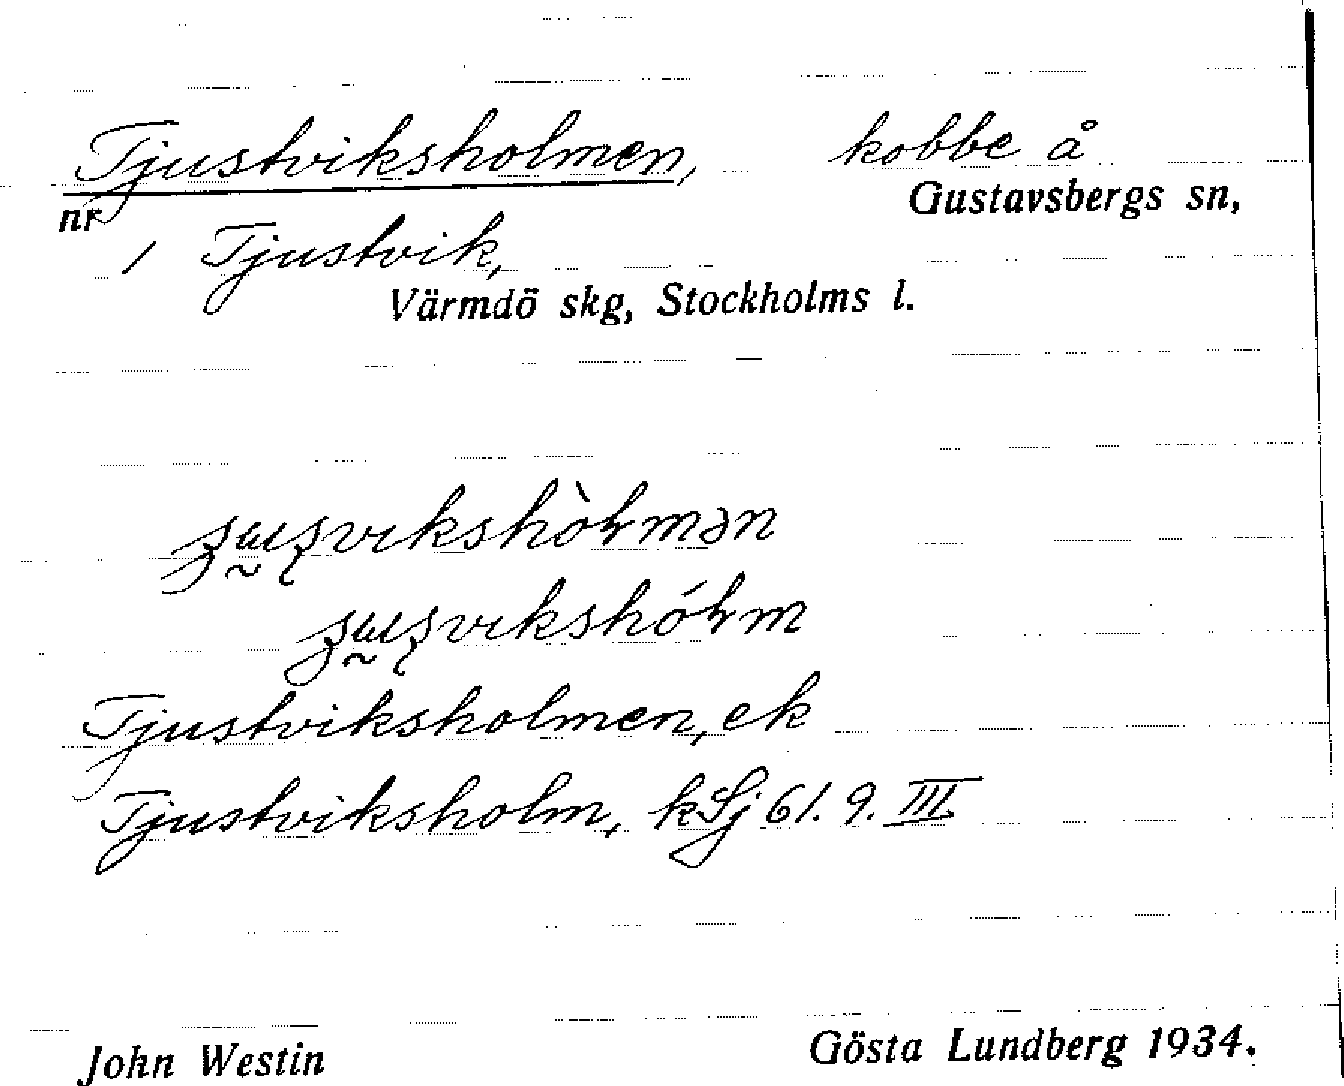 Tjustviksholmen, kobbe å
Gustavsbergs sn,
nr
1 Tjustvik,
Värmdö skg, Stockholms l.
Tjustviksholmen, ek
Tjustviksholm, kSj 61. 9. III
John Westin
Gösta Lundberg 1934.